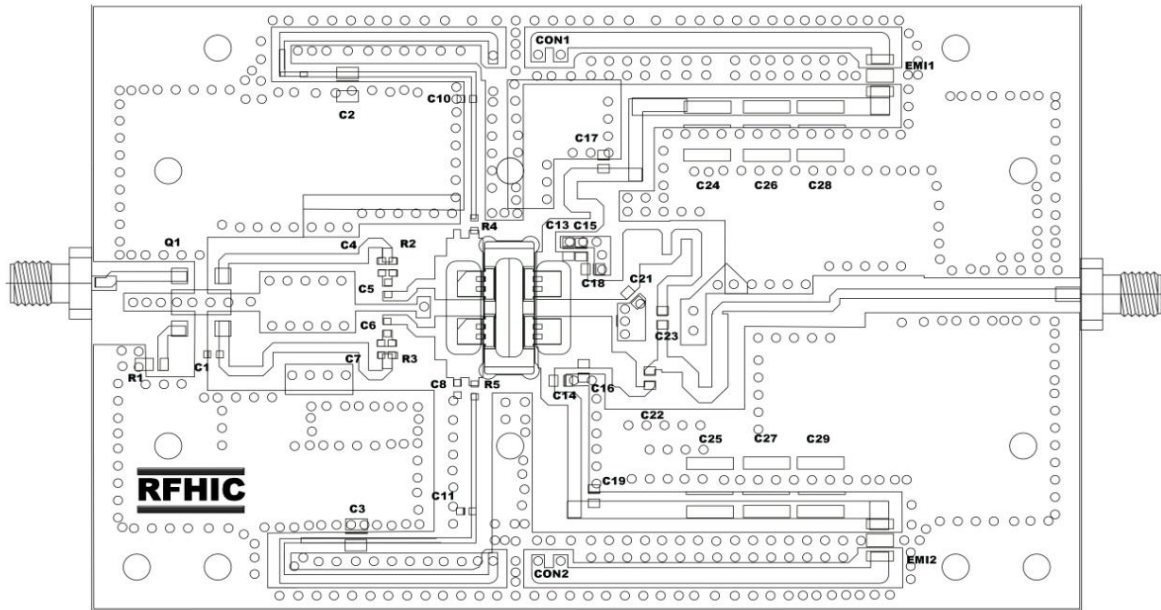 CON1
EMI1
C10
C2
C17
C24 C26 C28
R4
C13 C15
Q1
C4 R2
C5
C18
C21
C6
C23
R1
C1
C7 R3
C8 R5
C14 C16
C22
C25 C27 C29
RFHIC
C19
C3
C11
CON2
EMI2